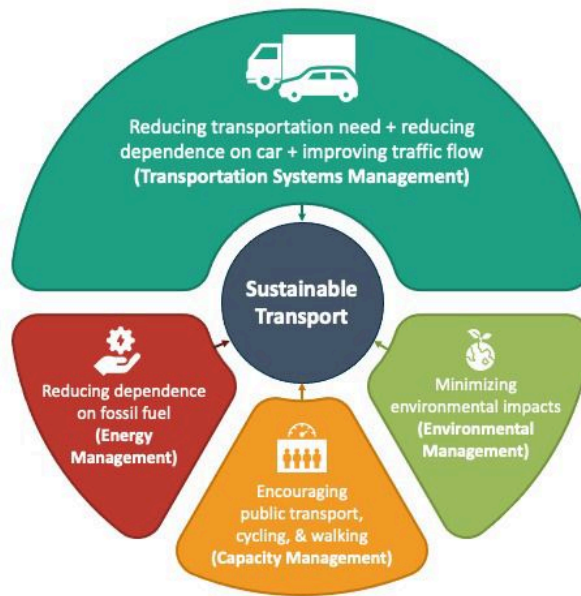 Reducing transportation need + reducing
dependence on car + improving traffic flow
(Transportation Systems Management)
Sustainable
Transport
Reducing dependence
on fossil fuel
(Energy
Management)
Encouraging
public transport,
cycling, & walking
(Capacity Management)
Minimizing
environmental impacts
(Environmental
Management)